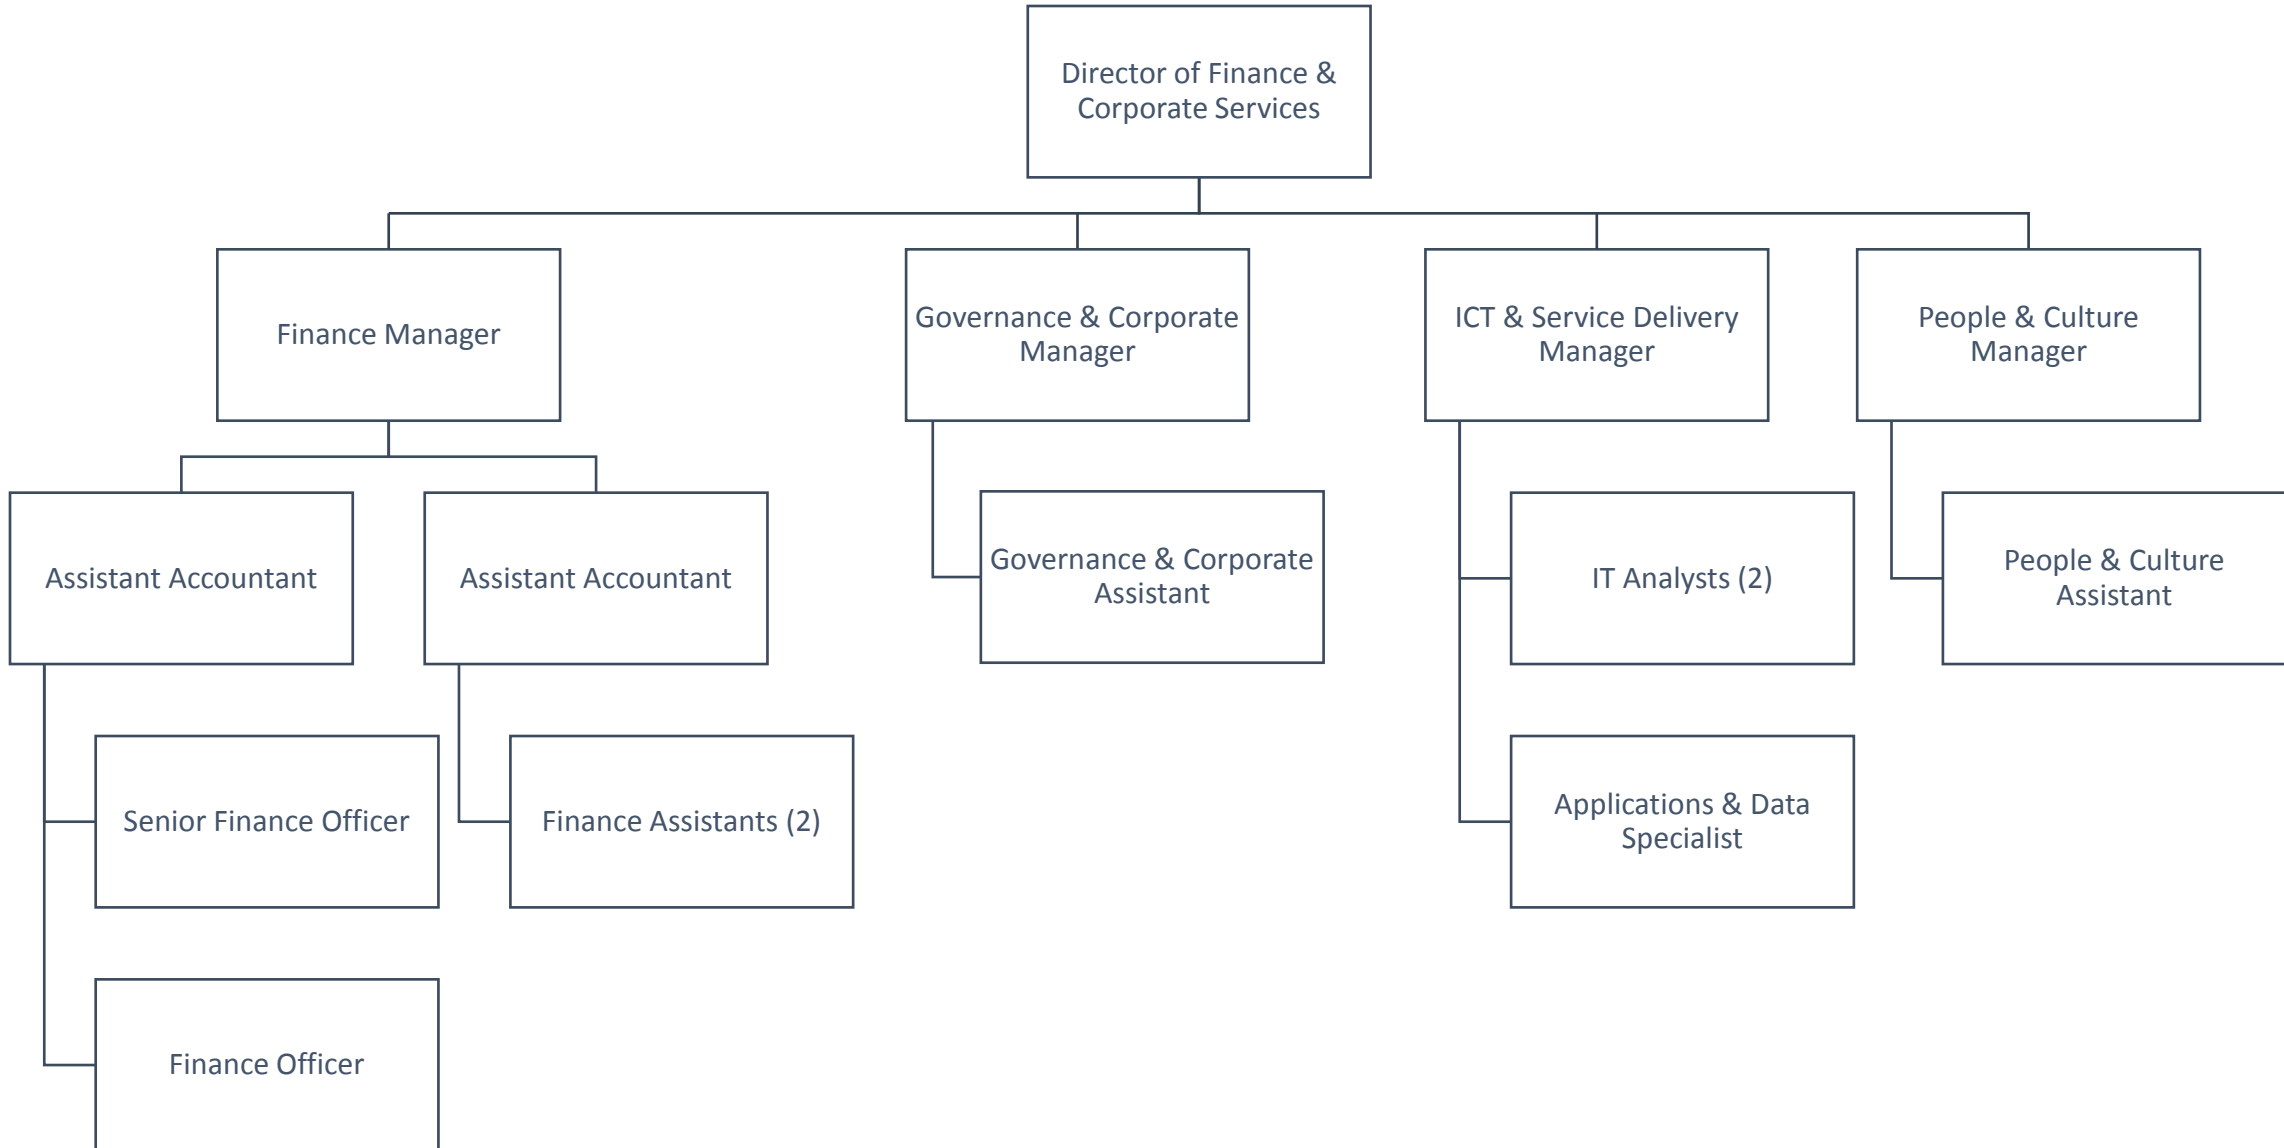 Director of Finance &
Corporate Services
Finance Manager
Governance & Corporate
Manager
ICT & Service Delivery
Manager
People & Culture
Manager
Assistant Accountant
Assistant Accountant
Governance & Corporate
Assistant
IT Analysts (2)
People & Culture
Assistant
Senior Finance Officer
Finance Assistants (2)
Applications & Data
Specialist
Finance Officer